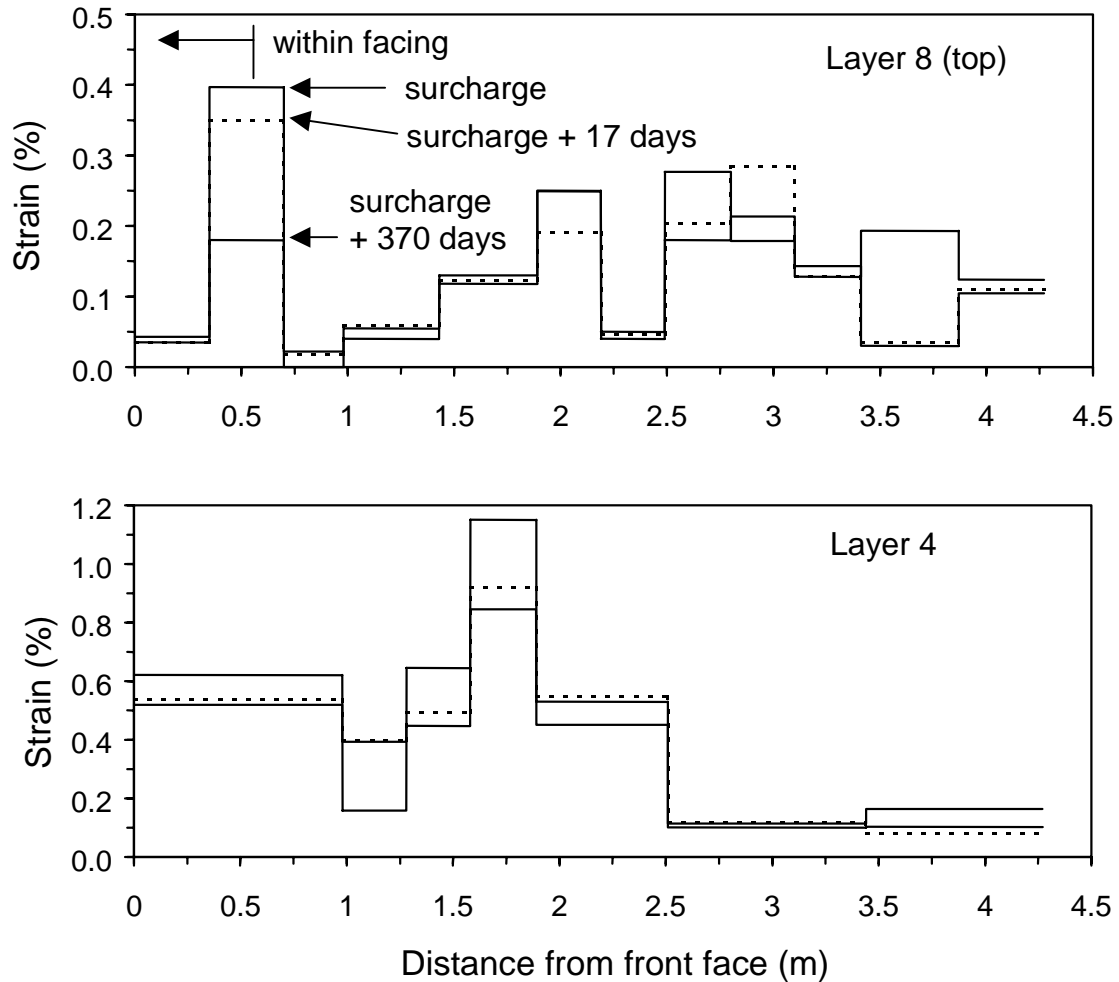 0.5
0.4
0.3
0.2
0.1
0.0
Strain (%)
within facing
Layer 8 (top)
surcharge
surcharge + 17 days
surcharge
+ 370 days
0 0.5 1 1.5 2 2.5 3 3.5 4 4.5
1.2
1.0
0.8
0.6
0.4
0.2
0.0
Strain (%)
Layer 4
0 0.5 1 1.5 2 2.5 3 3.5 4 4.5
Distance from front face (m)